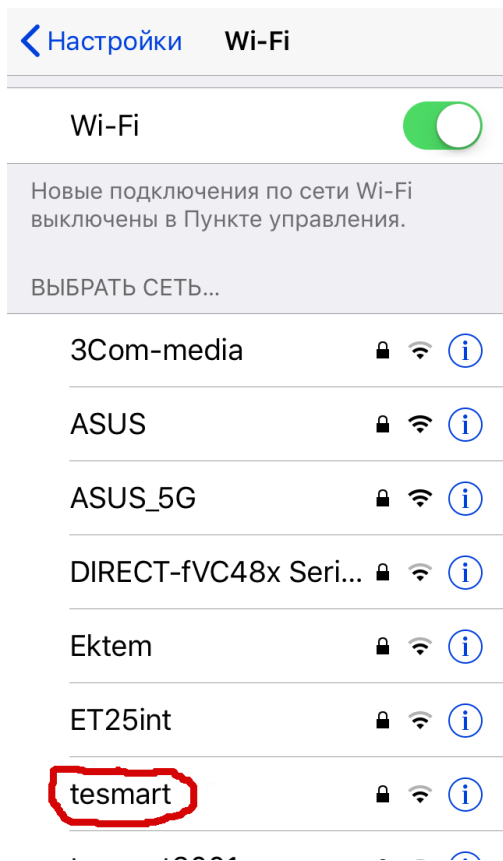 Настройки Wi-Fi
Wi-Fi
Новые подключения по сети Wi-Fi
выключены в Пункте управления.
ВЫБРАТЬ СЕТЬ...
3Com-media
ASUS
ASUS_5G
DIRECT-fVC48x Seri...
Ektem
ET25int
tesmart